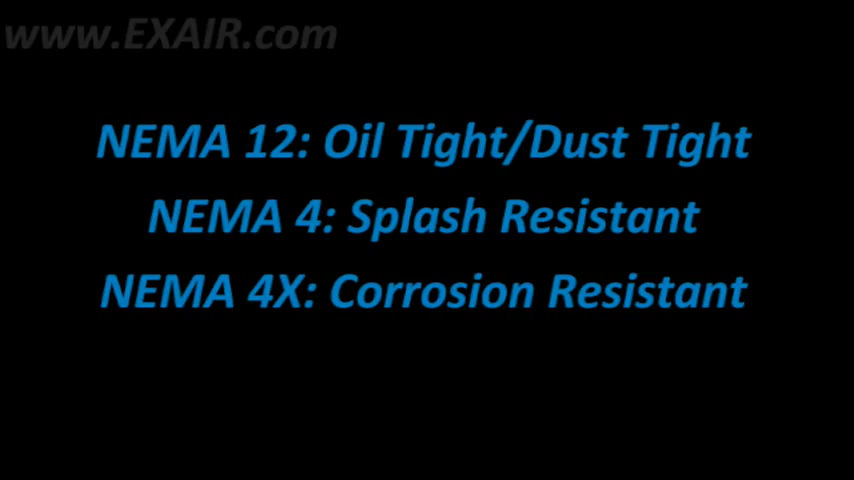 www.EXAIR.com
NEMA 12: Oil Tight/Dust Tight
NEMA 4: Splash Resistant
NEMA 4X: Corrosion Resistant